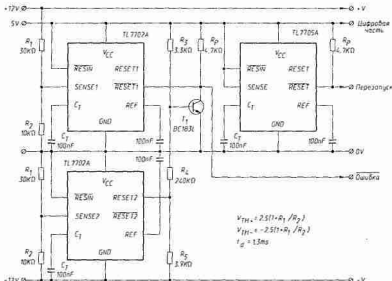 +12V
+V
5V
Цифровая
часть
TL7702A
TL7705A
R1
30KΩ
VCC
RESIN
RESET1
SENSE1
RESET1
CT
REF
GND
R2
10KΩ
CT
100nF
100nF
R3
3.3KΩ
RP
4.7KΩ
T1
BC183L
VCC
RESIN
RESET
SENSE
RESET
CT
REF
GND
CT
100nF
100nF
RP
4.7KΩ
Перезапуск
0V
Ошибка
TL7702A
100nF
R1
30KΩ
VCC
RESIN
RESET2
SENSE2
RESET2
CT
REF
GND
R2
10KΩ
CT
100nF
R4
240KΩ
R5
3.9KΩ
VTH+ = 2.5(1+R1/R2)
VTH- = -2.5(1+R1/R2)
td = 1.3ms
-12V
-V